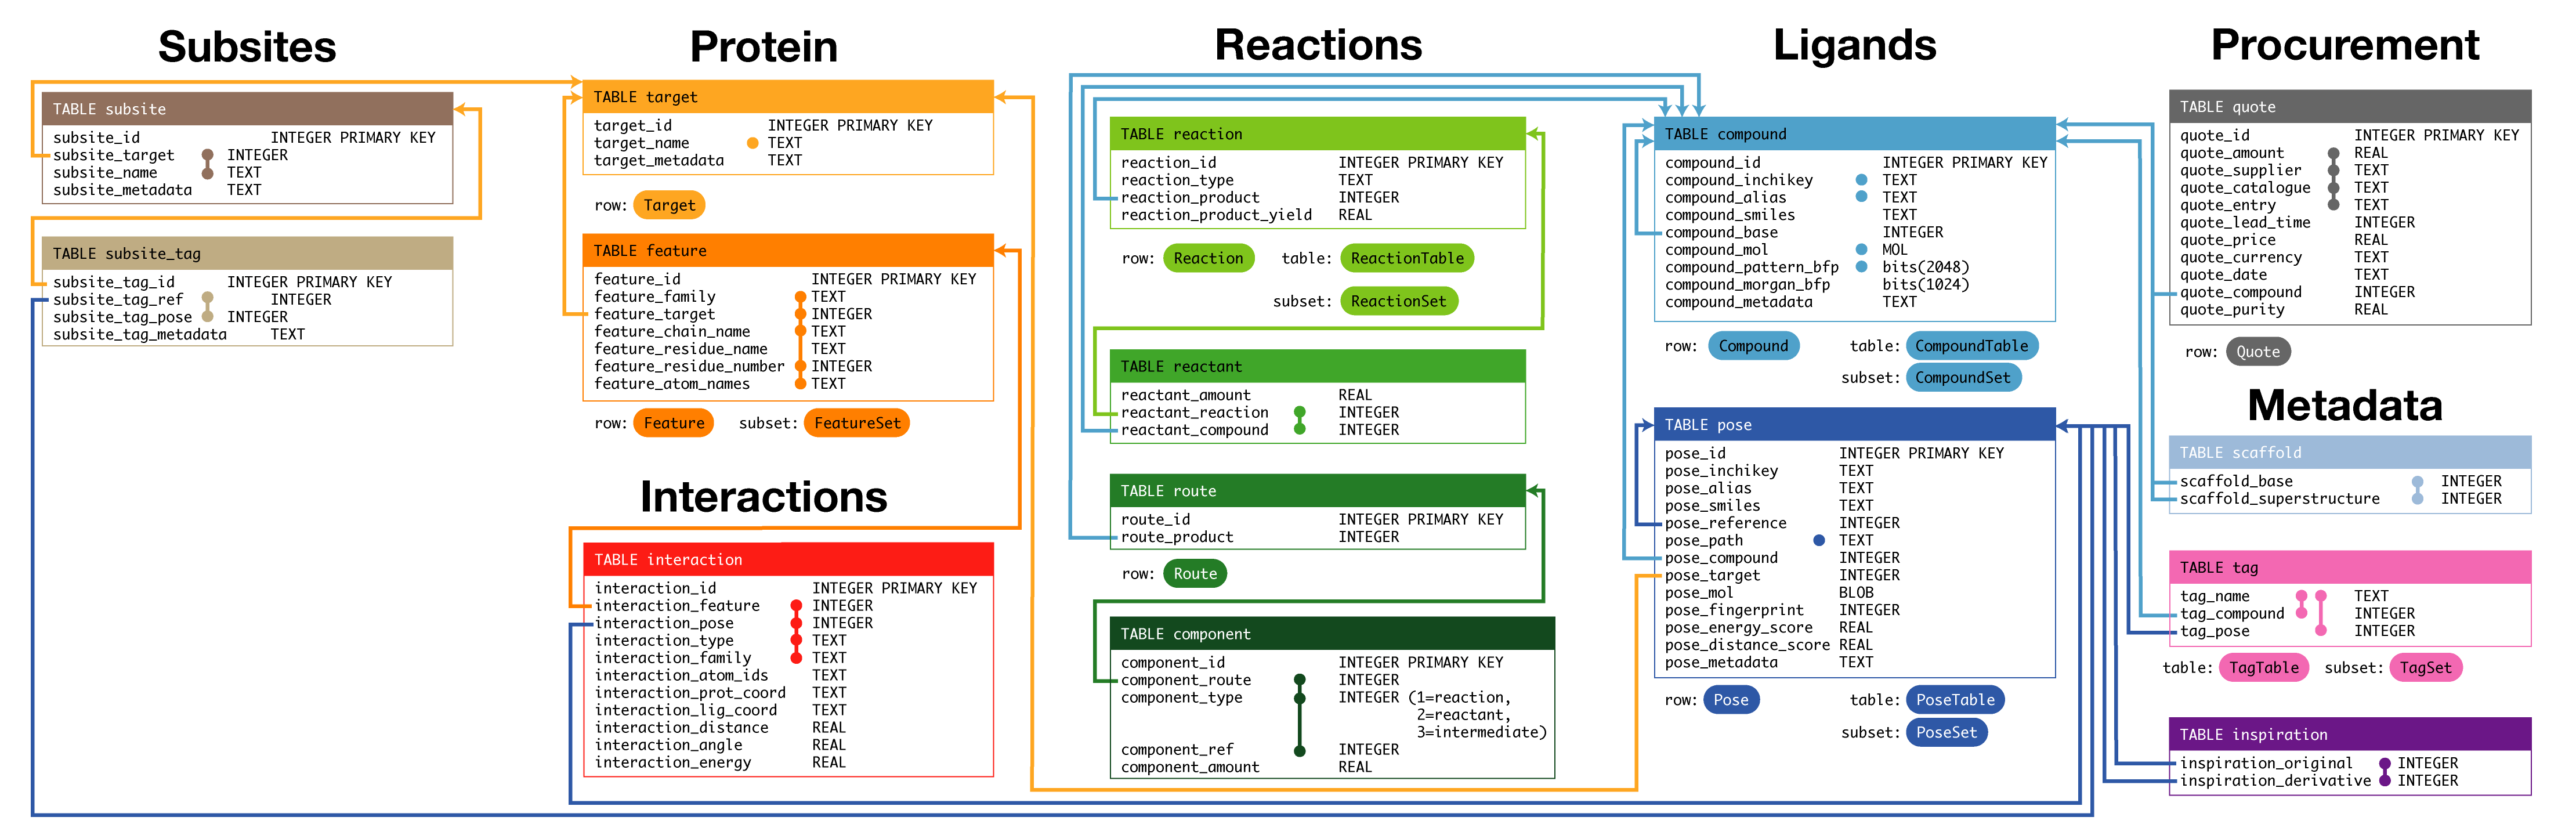 Subsites
TABLE subsite
subsite_id INTEGER PRIMARY KEY
subsite_target INTEGER
subsite_name TEXT
subsite_metadata TEXT
TABLE subsite_tag
subsite_tag_id INTEGER PRIMARY KEY
subsite_tag_ref INTEGER
subsite_tag_pose INTEGER
subsite_tag_metadata TEXT
Protein
TABLE target
target_id INTEGER PRIMARY KEY
target_name TEXT
target_metadata TEXT
row: Target
TABLE feature
feature_id INTEGER PRIMARY KEY
feature_family TEXT
feature_target INTEGER
feature_chain_name TEXT
feature_residue_name TEXT
feature_residue_number INTEGER
feature_atom_names TEXT
row: Feature subset: FeatureSet
Interactions
TABLE interaction
interaction_id INTEGER PRIMARY KEY
interaction_feature INTEGER
interaction_pose INTEGER
interaction_type TEXT
interaction_family TEXT
interaction_atom_ids TEXT
interaction_prot_coord TEXT
interaction_lig_coord TEXT
interaction_distance REAL
interaction_angle REAL
interaction_energy REAL
Reactions
TABLE reaction
reaction_id INTEGER PRIMARY KEY
reaction_type TEXT
reaction_product INTEGER
reaction_product_yield REAL
row: Reaction table: ReactionTable
subset: ReactionSet
TABLE reactant
reactant_amount REAL
reactant_reaction INTEGER
reactant_compound INTEGER
TABLE route
route_id INTEGER PRIMARY KEY
route_product INTEGER
row: Route
TABLE component
component_id INTEGER PRIMARY KEY
component_route INTEGER
component_type INTEGER (1=reaction,
2=reactant,
3=intermediate)
component_ref INTEGER
component_amount REAL
Ligands
TABLE compound
compound_id INTEGER PRIMARY KEY
compound_inchikey TEXT
compound_alias TEXT
compound_smiles TEXT
compound_base INTEGER
compound_mol MOL
compound_pattern_bfp bits(2048)
compound_morgan_bfp bits(1024)
compound_metadata TEXT
row: Compound table: CompoundTable
subset: CompoundSet
TABLE pose
pose_id INTEGER PRIMARY KEY
pose_inchikey TEXT
pose_alias TEXT
pose_smiles TEXT
pose_reference INTEGER
pose_path TEXT
pose_compound INTEGER
pose_target INTEGER
pose_mol BLOB
pose_fingerprint INTEGER
pose_energy_score REAL
pose_distance_score REAL
pose_metadata TEXT
row: Pose table: PoseTable
subset: PoseSet
Procurement
TABLE quote
quote_id INTEGER PRIMARY KEY
quote_amount REAL
quote_supplier TEXT
quote_catalogue TEXT
quote_entry TEXT
quote_lead_time INTEGER
quote_price REAL
quote_currency TEXT
quote_date TEXT
quote_compound INTEGER
quote_purity REAL
row: Quote
Metadata
TABLE scaffold
scaffold_base INTEGER
scaffold_superstructure INTEGER
TABLE tag
tag_name TEXT
tag_compound INTEGER
tag_pose INTEGER
table: TagTable subset: TagSet
TABLE inspiration
inspiration_original INTEGER
inspiration_derivative INTEGER